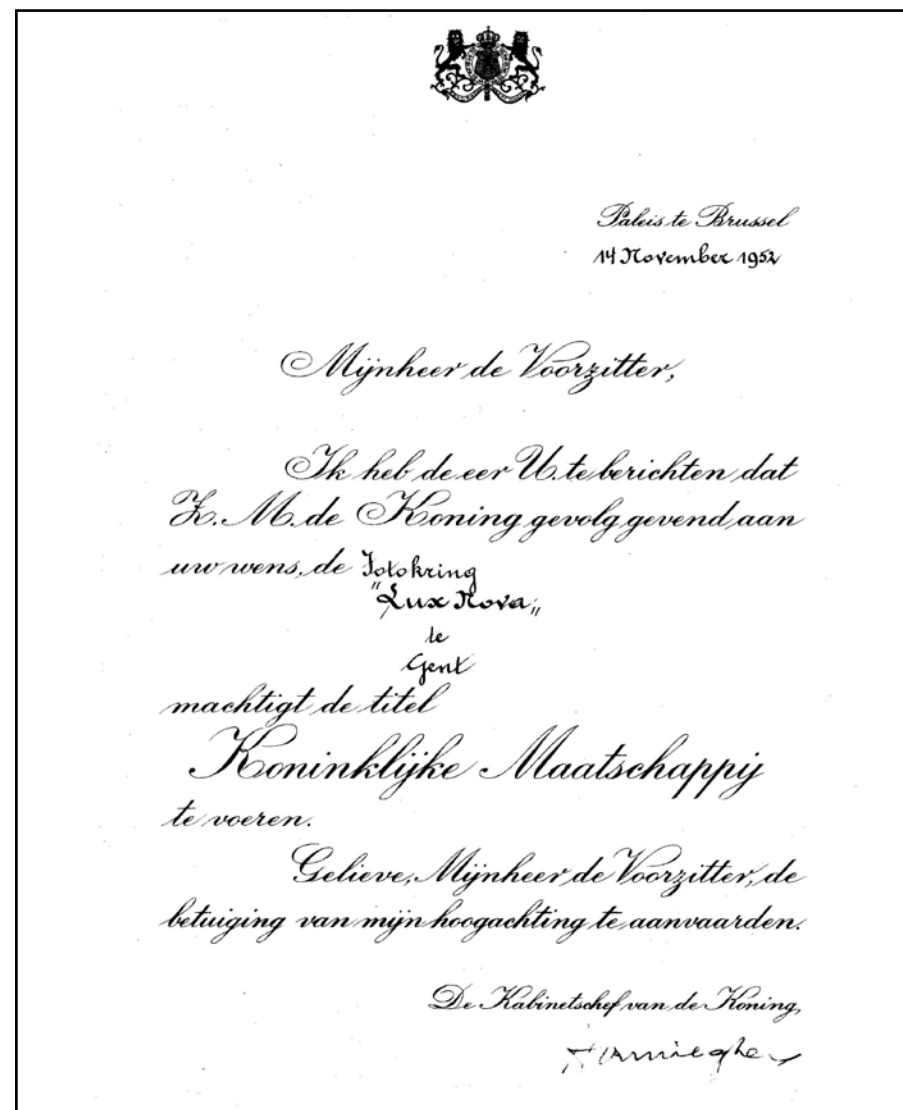 Paleis te Brussel
14 November 1952
Mijnheer de Voorzitter,
Ik heb de eer U te berichten dat
Z. M. de Koning gevolg gevend aan
uw wens, de Fotokring
"Lux Nova„
te
Gent
machtigt de titel
Koninklijke Maatschappij
te voeren.
Gelieve, Mijnheer de Voorzitter, de
betuiging van mijn hoogachting te aanvaarden.
De Kabinetschef van de Koning,